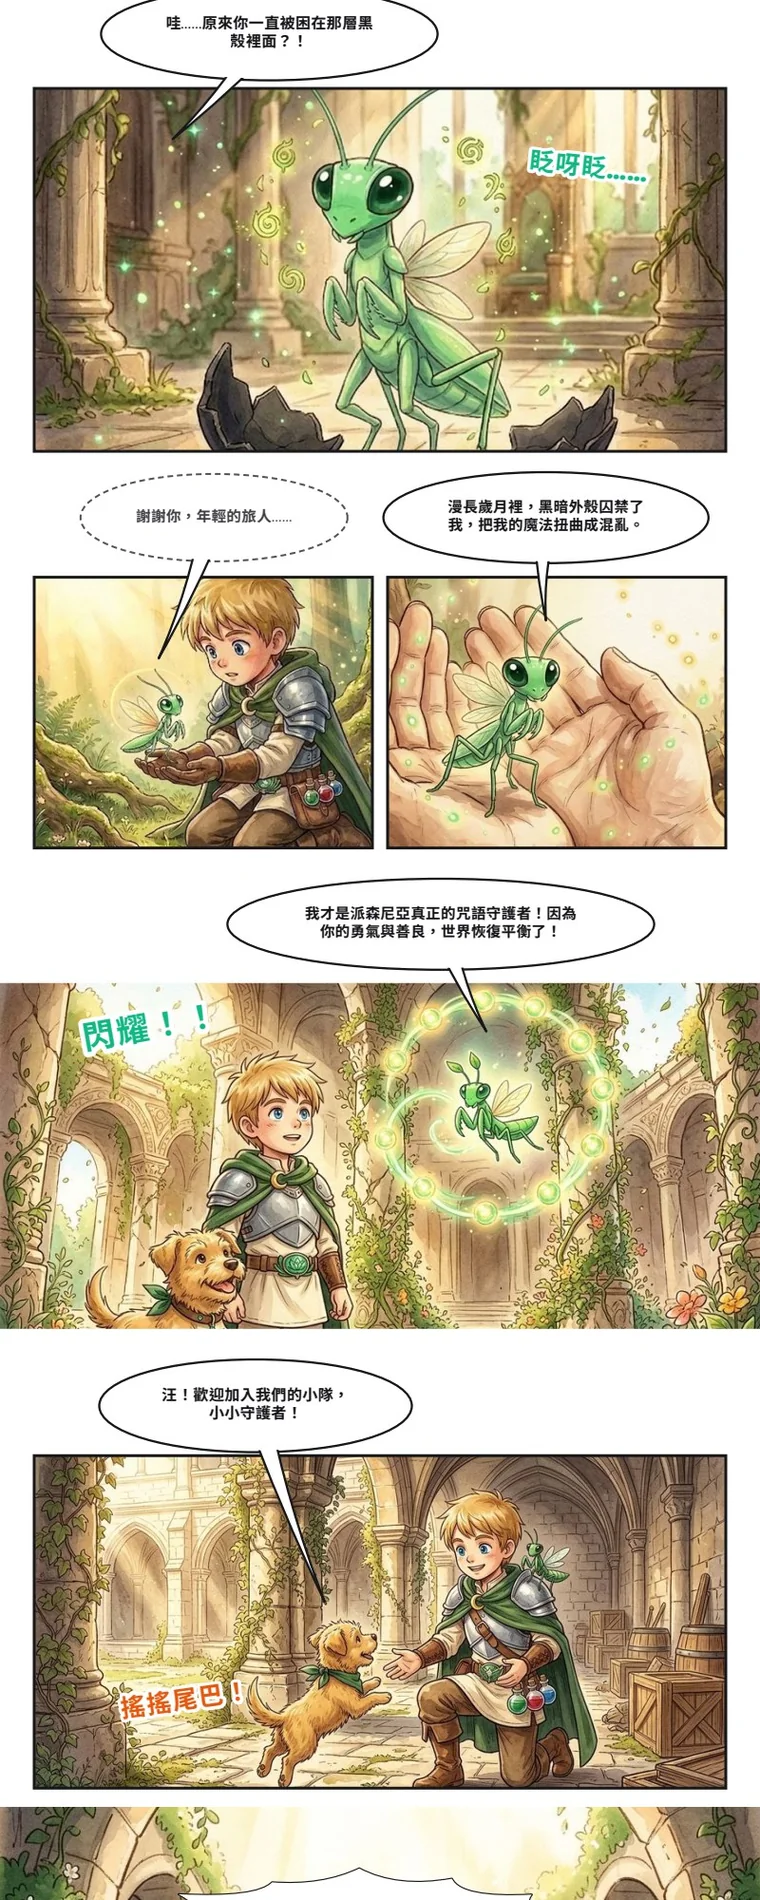 哇……原來你一直被困在那層黑
殼裡面？！
眨呀眨……
謝謝你，年輕的旅人……
漫長歲月裡，黑暗外殼囚禁了
我，把我的魔法扭曲成混亂。
我才是派森尼亞真正的咒語守護者！因為
你的勇氣與善良，世界恢復平衡了！
閃耀！！
汪！歡迎加入我們的小隊，
小小守護者！
搖搖尾巴！